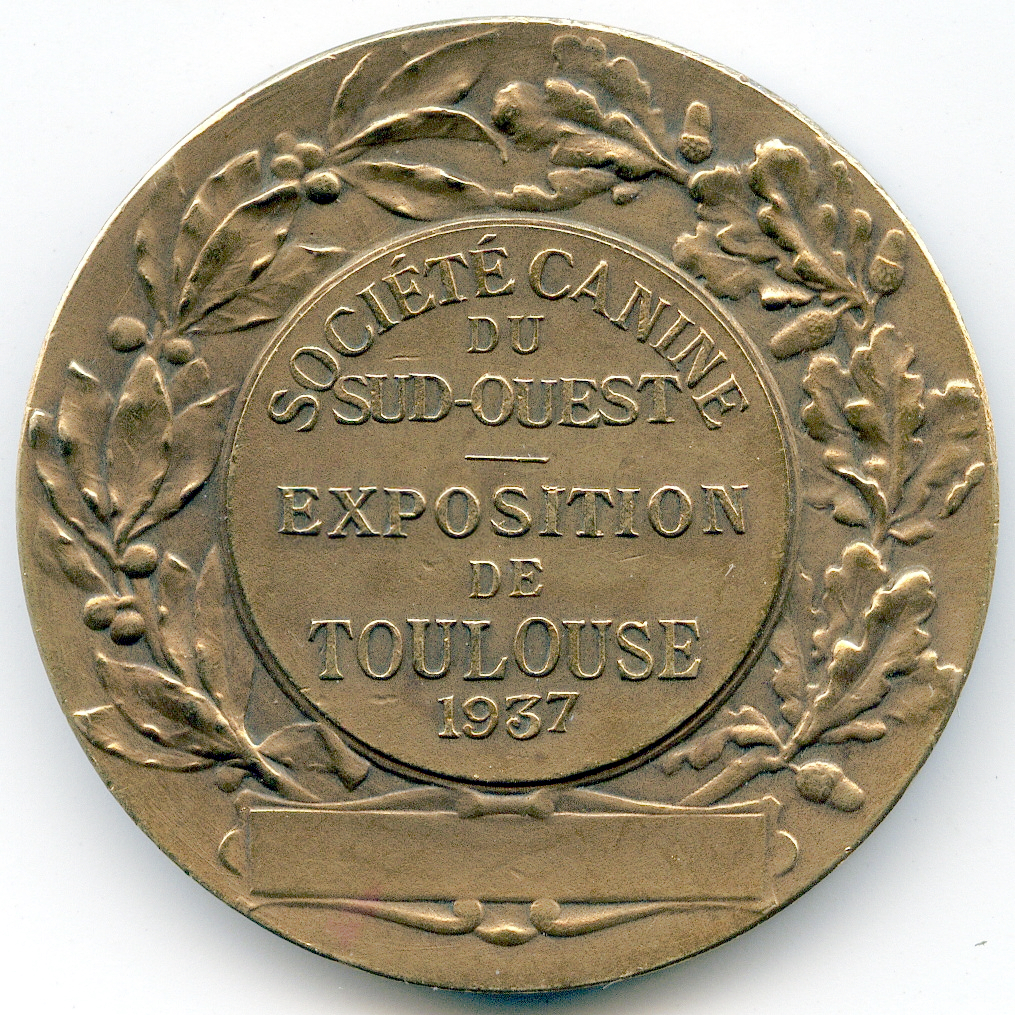 SOCIÉTÉ CANINE
DU
SUD-OUEST
EXPOSITION
DE
TOULOUSE
1937